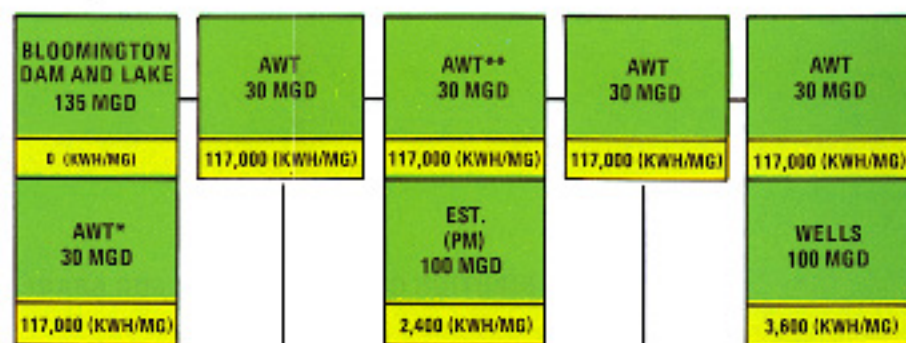 BLOOMINGTON
DAM AND LAKE
135 MGD
0 (KWH/MG)
AWT
30 MGD
117,000 (KWH/MG)
AWT**
30 MGD
117,000 (KWH/MG)
AWT
30 MGD
117,000 (KWH/MG)
AWT
30 MGD
117,000 (KWH/MG)
AWT*
30 MGD
117,000 (KWH/MG)
EST.
(PM)
100 MGD
2,400 (KWH/MG)
WELLS
100 MGD
3,600 (KWH/MG)